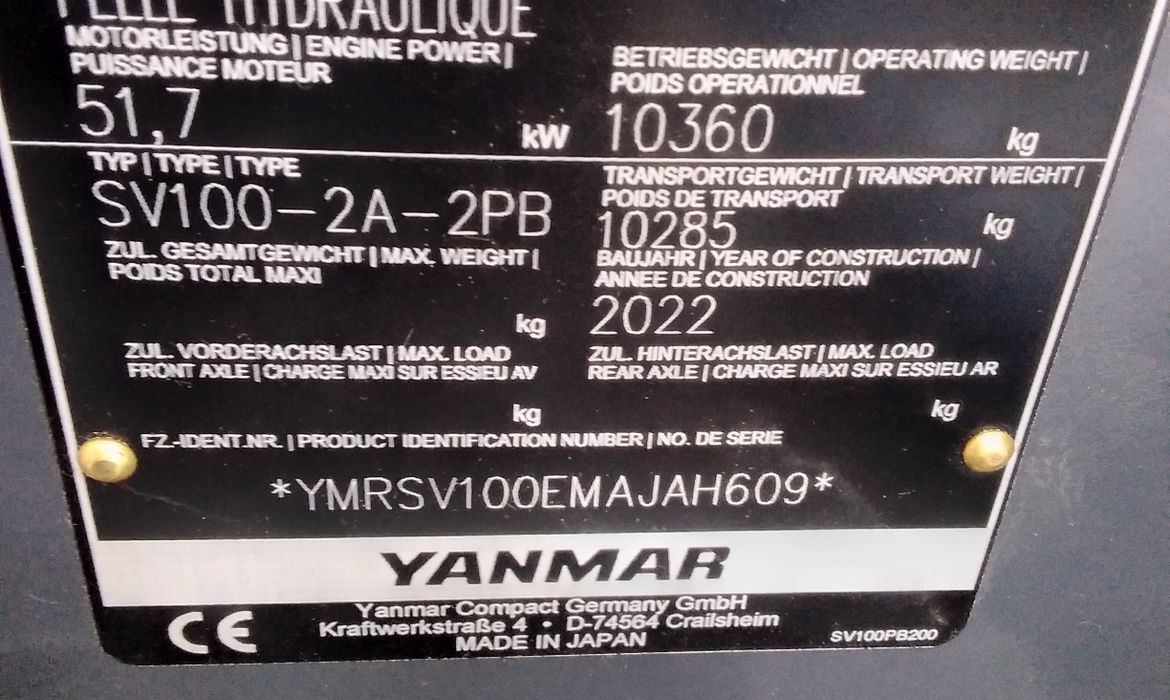 PELLE HYDRAULIQUE
MOTORLEISTUNG | ENGINE POWER |
PUISSANCE MOTEUR
51,7 kW
BETRIEBSGEWICHT | OPERATING WEIGHT |
POIDS OPERATIONNEL
10360 kg
TYP | TYPE | TYPE
SV100-2A-2PB
TRANSPORTGEWICHT | TRANSPORT WEIGHT |
POIDS DE TRANSPORT
10285 kg
ZUL. GESAMTGEWICHT | MAX. WEIGHT |
POIDS TOTAL MAXI
kg
BAUJAHR | YEAR OF CONSTRUCTION |
ANNEE DE CONSTRUCTION
2022
ZUL. VORDERACHSLAST | MAX. LOAD
FRONT AXLE | CHARGE MAXI SUR ESSIEU AV
kg
ZUL. HINTERACHSLAST | MAX. LOAD
REAR AXLE | CHARGE MAXI SUR ESSIEU AR
kg
FZ.-IDENT.NR. | PRODUCT IDENTIFICATION NUMBER | NO. DE SERIE
*YMRSV100EMAJAH609*
YANMAR
CE
Yanmar Compact Germany GmbH
Kraftwerkstraße 4 • D-74564 Crailsheim
MADE IN JAPAN
SV100PB200